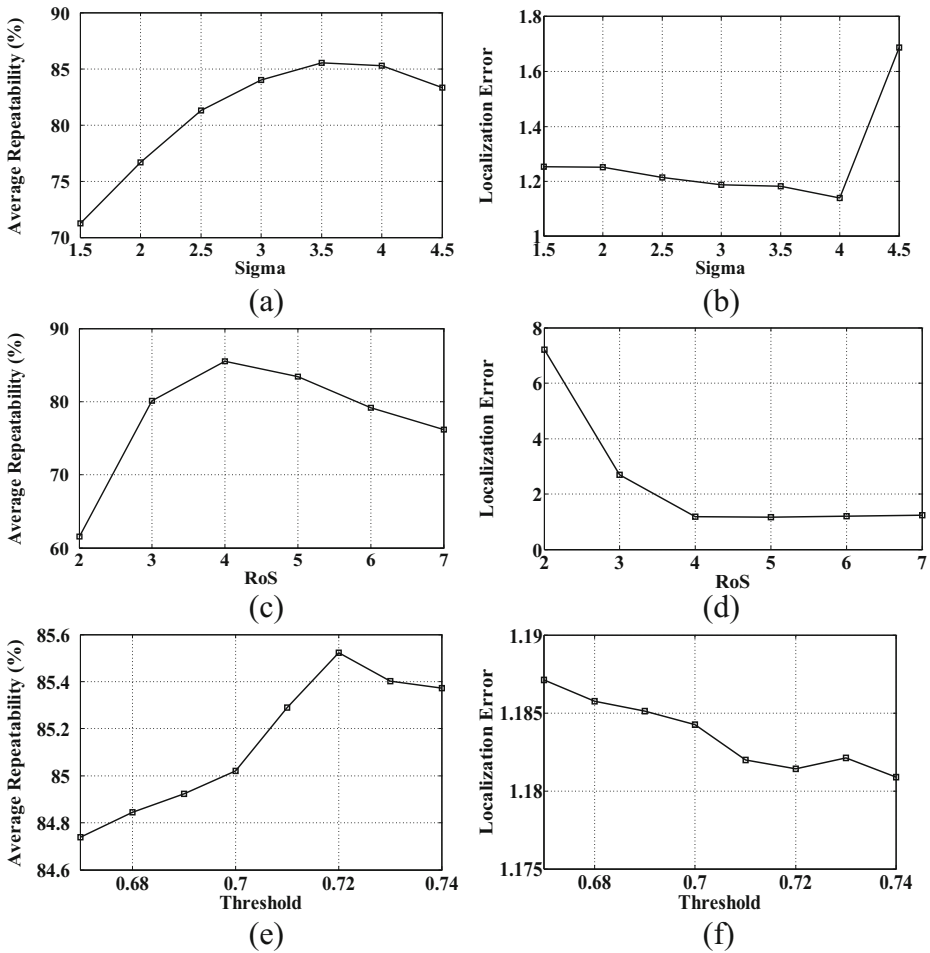 Average Repeatability (%)
90
85
80
75
70
1.5 2 2.5 3 3.5 4 4.5
Sigma
(a)
Localization Error
1.8
1.6
1.4
1.2
1
1.5 2 2.5 3 3.5 4 4.5
Sigma
(b)
Average Repeatability (%)
90
80
70
60
2 3 4 5 6 7
RoS
(c)
Localization Error
8
6
4
2
0
2 3 4 5 6 7
RoS
(d)
Average Repeatability (%)
85.6
85.4
85.2
85
84.8
84.6
0.68 0.7 0.72 0.74
Threshold
(e)
Localization Error
1.19
1.185
1.18
1.175
0.68 0.7 0.72 0.74
Threshold
(f)